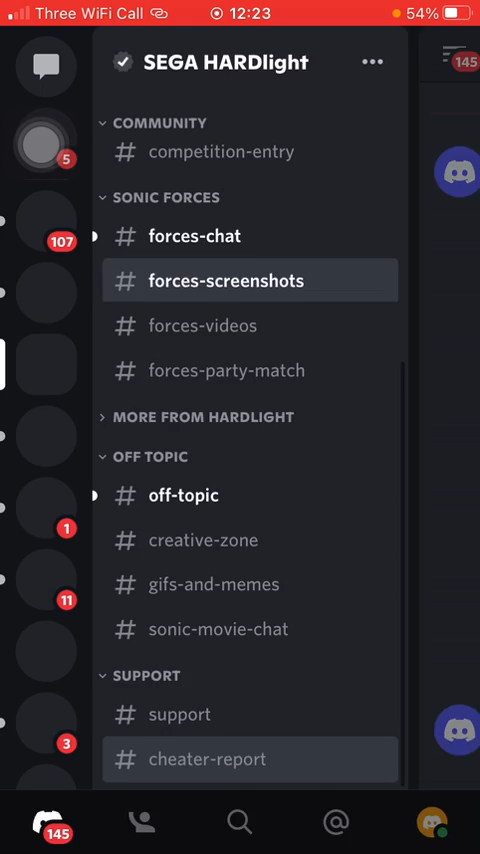 Three WiFi Call 12:23 54%
SEGA HARDlight
145
COMMUNITY
# competition-entry
5
SONIC FORCES
# forces-chat
107
# forces-screenshots
# forces-videos
# forces-party-match
MORE FROM HARDLIGHT
OFF TOPIC
# off-topic
1
# creative-zone
# gifs-and-memes
11
# sonic-movie-chat
SUPPORT
# support
3
# cheater-report
145